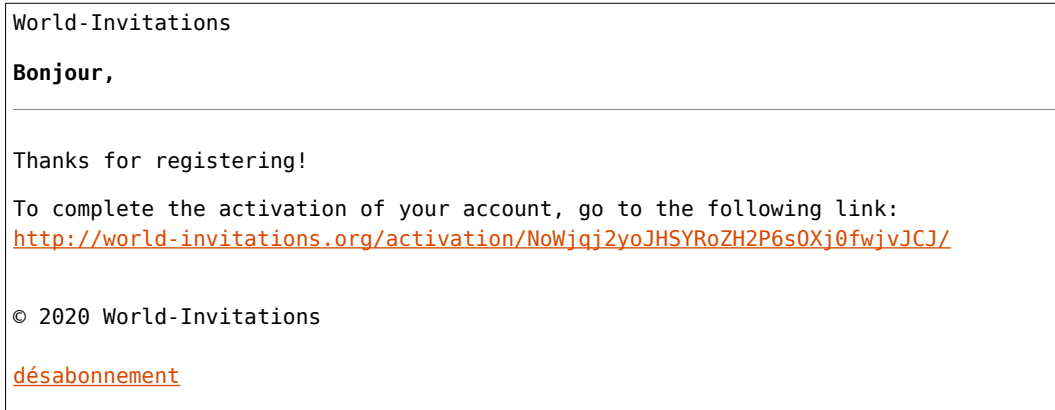 World-Invitations
Bonjour,
Thanks for registering!
To complete the activation of your account, go to the following link:
http://world-invitations.org/activation/NoWjqj2yoJHSYRoZH2P6sOXj0fwjvJCJ/
© 2020 World-Invitations
désabonnement